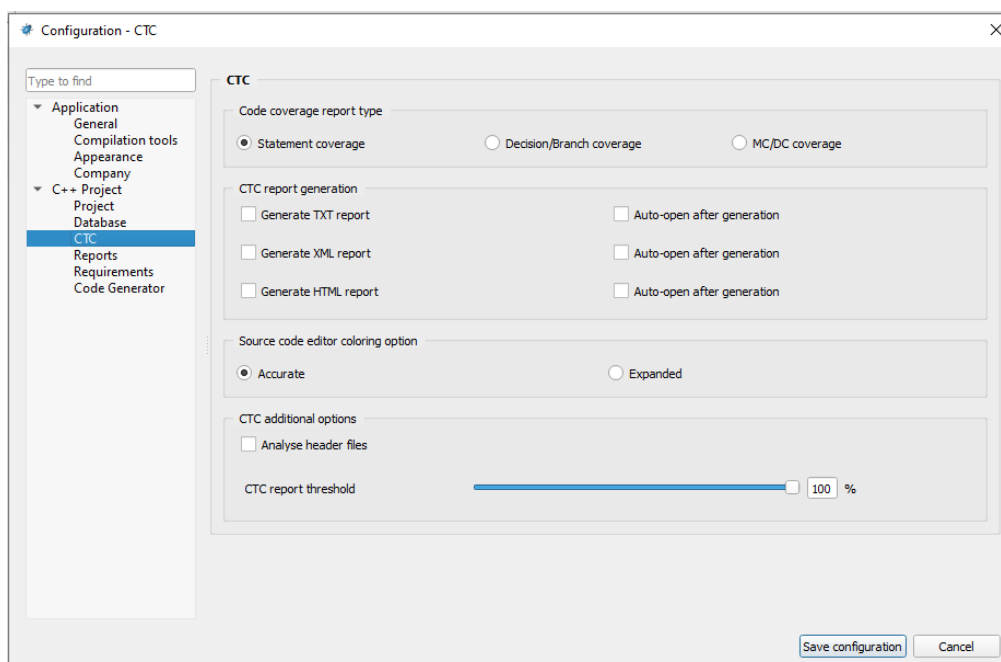 Configuration - CTC
Type to find
Application
General
Compilation tools
Appearance
Company
C++ Project
Project
Database
CTC
Reports
Requirements
Code Generator
CTC
Code coverage report type
Statement coverage Decision/Branch coverage MC/DC coverage
CTC report generation
Generate TXT report Auto-open after generation
Generate XML report Auto-open after generation
Generate HTML report Auto-open after generation
Source code editor coloring option
Accurate Expanded
CTC additional options
Analyse header files
CTC report threshold 100 %
Save configuration Cancel